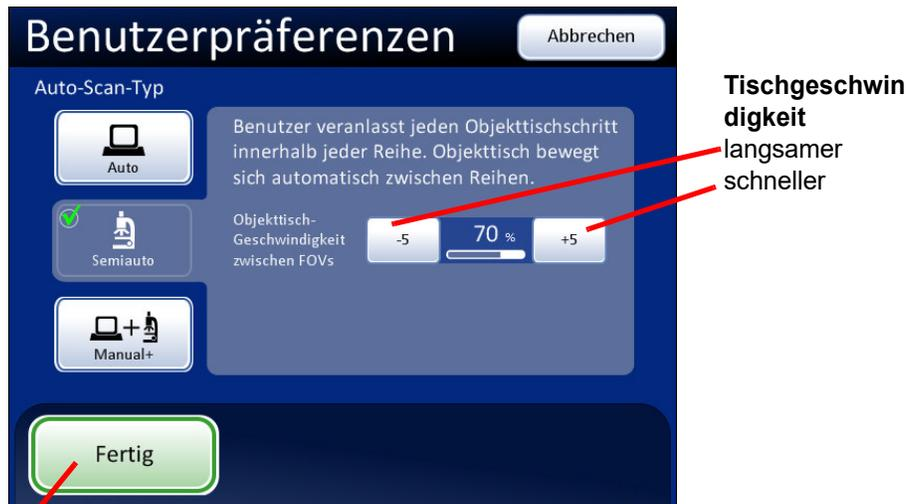 Benutzerpräferenzen
Abbrechen
Auto-Scan-Typ
Auto
Benutzer veranlasst jeden Objekttischschritt
innerhalb jeder Reihe. Objekttisch bewegt
sich automatisch zwischen Reihen.
Semiauto
Objekttisch-
Geschwindigkeit
zwischen FOVs
-5
70 %
+5
Manual+
Fertig
Tischgeschwin
digkeit
langsamer
schneller